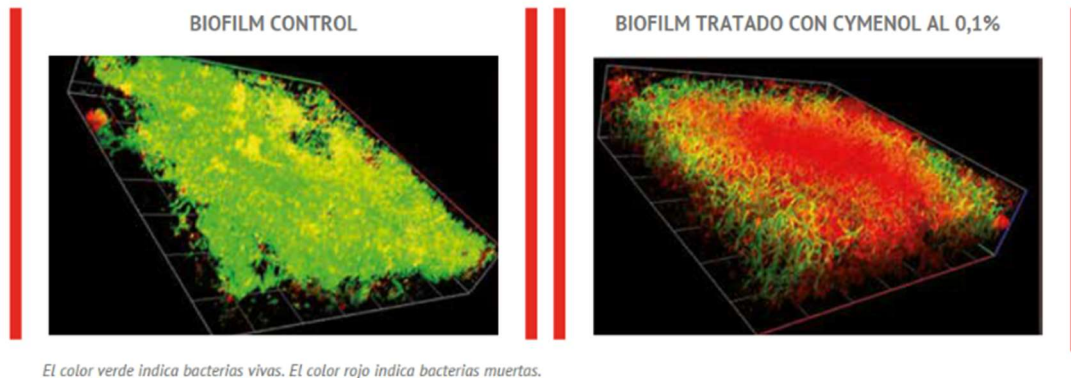 BIOFILM CONTROL
BIOFILM TRATADO CON CYMENOL AL 0,1%
El color verde indica bacterias vivas. El color rojo indica bacterias muertas.